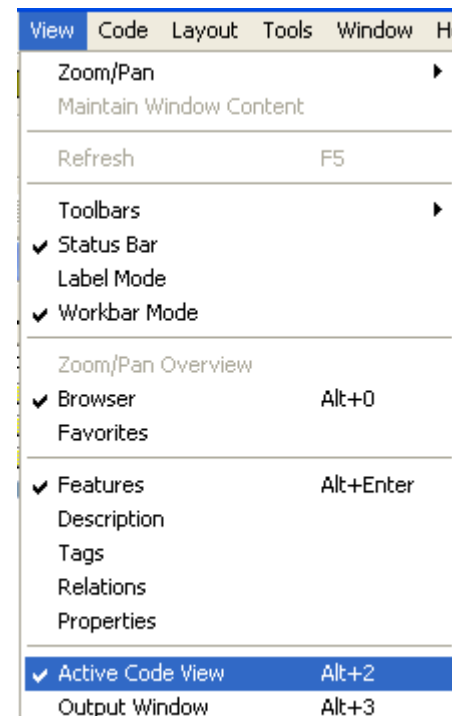 View Code Layout Tools Window H
Zoom/Pan
Maintain Window Content
Refresh F5
Toolbars
Status Bar
Label Mode
Workbar Mode
Zoom/Pan Overview
Browser Alt+0
Favorites
Features Alt+Enter
Description
Tags
Relations
Properties
Active Code View Alt+2
Output Window Alt+3